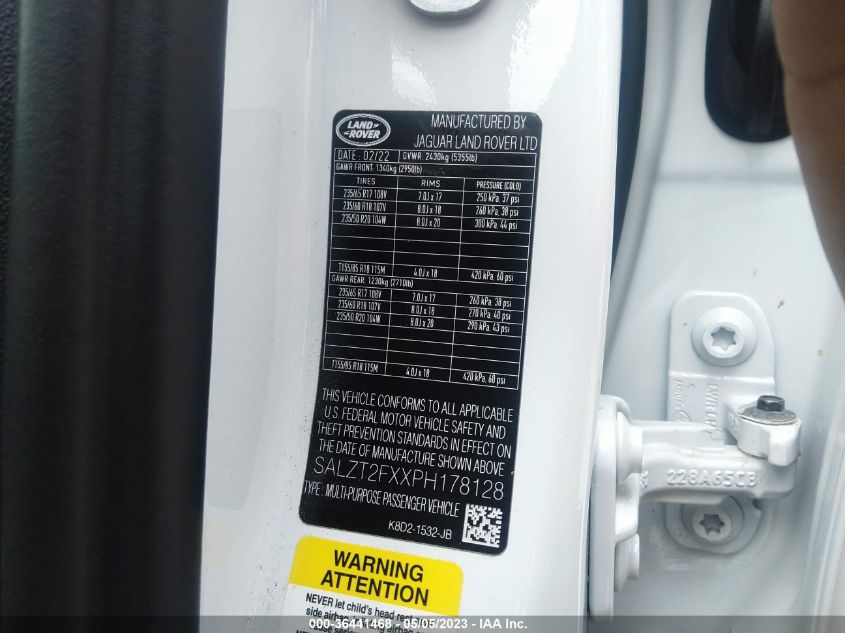 LAND
ROVER
MANUFACTURED BY
JAGUAR LAND ROVER LTD
DATE : 02/22 GVWR 2430kg (5355lb)
GAWR FRONT: 1340kg (2950lb)
TIRES RIMS PRESSURE (COLD)
235/65 R17 108V 7.0J x 17 250 kPa, 37 psi
235/60 R18 107V 8.0J x 18 260 kPa, 38 psi
235/50 R20 104W 8.0J x 20 300 kPa, 44 psi
T155/85 R18 115M 4.0J x 18 420 kPa, 60 psi
GAWR REAR: 1230kg (2710lb)
235/65 R17 108V 7.0J x 17 260 kPa, 38 psi
235/60 R18 107V 8.0J x 18 270 kPa, 40 psi
235/50 R20 104W 8.0J x 20 290 kPa, 43 psi
T155/85 R18 115M 4.0J x 18 420 kPa, 60 psi
THIS VEHICLE CONFORMS TO ALL APPLICABLE
U.S. FEDERAL MOTOR VEHICLE SAFETY AND
THEFT PREVENTION STANDARDS IN EFFECT ON
THE DATE OF MANUFACTURE SHOWN ABOVE
SALZT2FXXPH178128
TYPE: MULTI-PURPOSE PASSENGER VEHICLE
K8D2-1532-JB
WARNING
ATTENTION
NEVER let child's head rest
side airbag
228A65CB
000-36441468 - 05/05/2023 - IAA Inc.